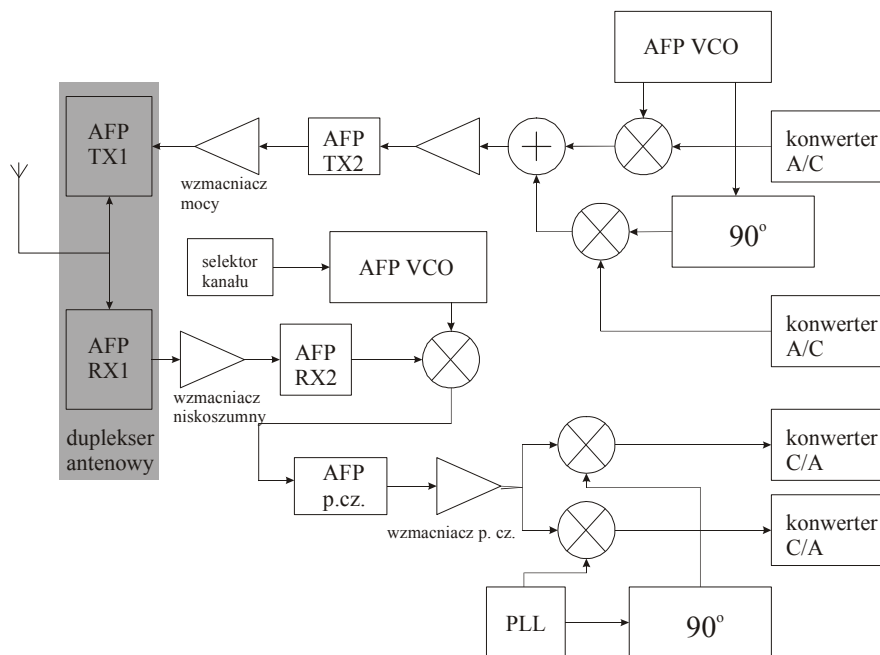 AFP VCO
AFP
TX1
AFP
TX2
konwerter
A/C
wzmacniacz
mocy
90°
selektor
kanału
AFP VCO
konwerter
A/C
AFP
RX1
AFP
RX2
wzmacniacz
niskoszumny
duplekser
antenowy
konwerter
C/A
AFP
p.cz.
wzmacniacz p. cz.
konwerter
C/A
PLL
90°